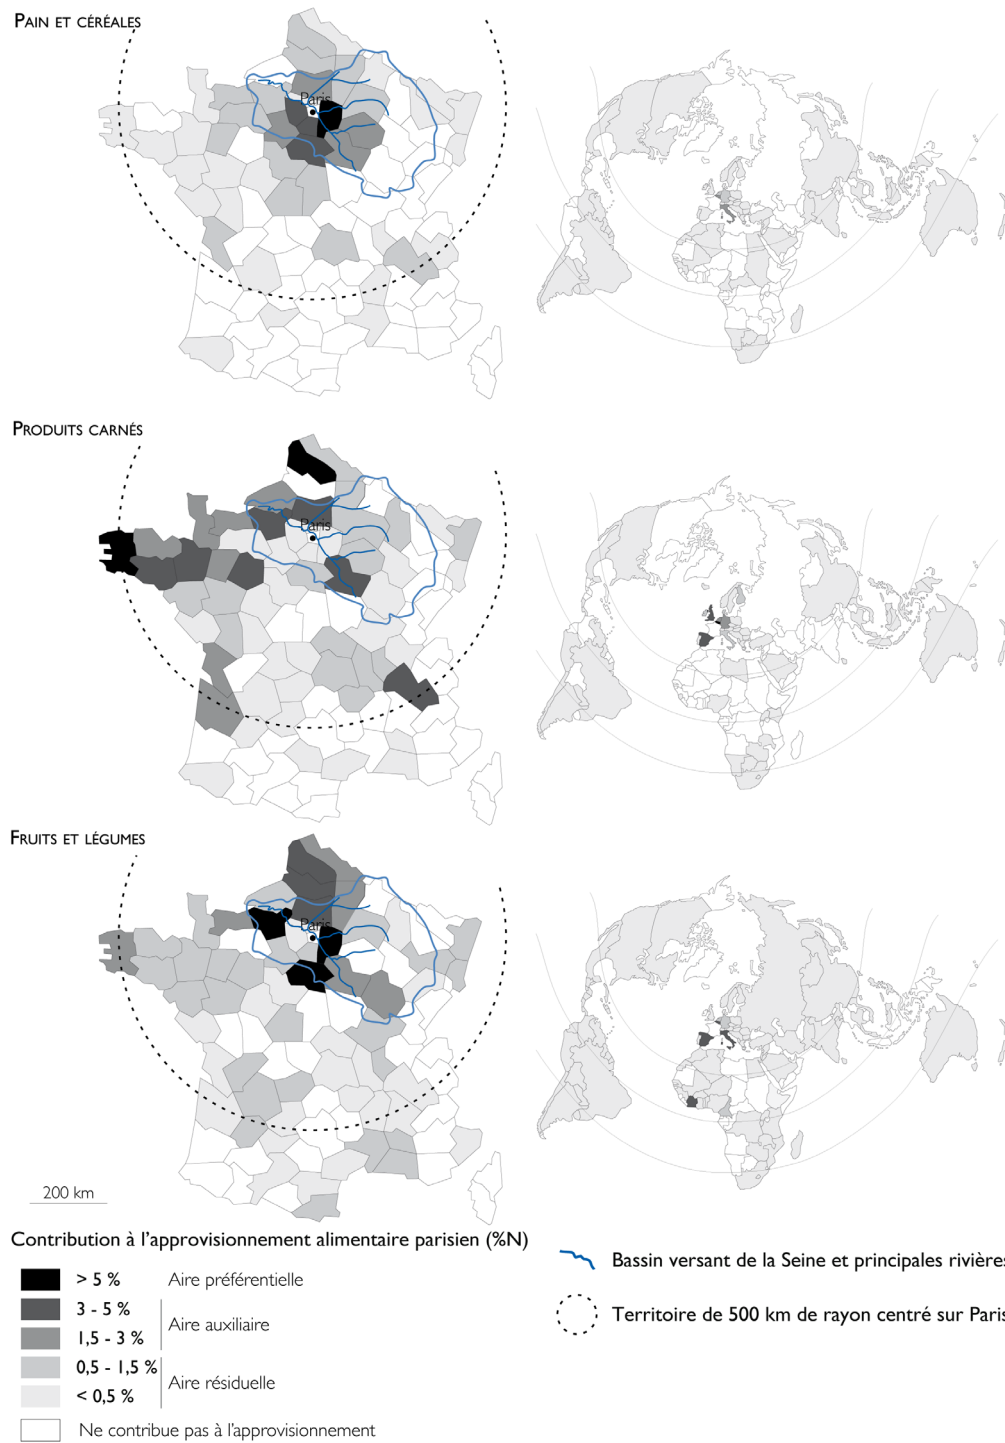 PAIN ET CÉRÉALES
Paris
PRODUITS CARNÉS
Paris
FRUITS ET LÉGUMES
Paris
200 km
Contribution à l'approvisionnement alimentaire parisien (%N)
> 5 % Aire préférentielle
3 - 5 %
Aire auxiliaire
1,5 - 3 %
0,5 - 1,5 %
Aire résiduelle
< 0,5 %
Ne contribue pas à l'approvisionnement
Bassin versant de la Seine et principales rivières
Territoire de 500 km de rayon centré sur Paris